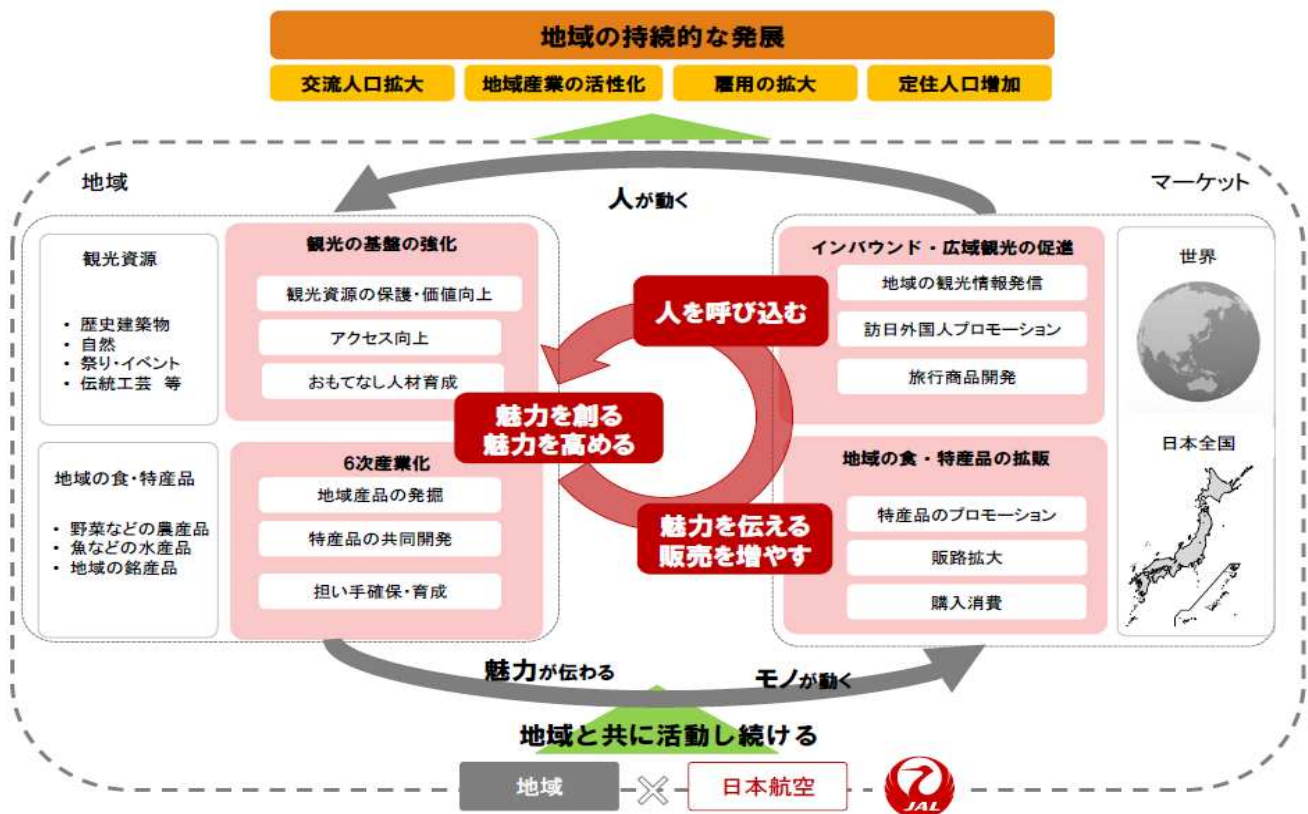 地域の持続的な発展
交流人口拡大
地域産業の活性化
雇用の拡大
定住人口増加
地域
マーケット
人が動く
観光資源
・ 歴史建築物
・ 自然
・ 祭り・イベント
・ 伝統工芸 等
観光の基盤の強化
観光資源の保護・価値向上
アクセス向上
おもてなし人材育成
地域の食・特産品
・ 野菜などの農産品
・ 魚などの水産品
・ 地域の銘産品
6次産業化
地域産品の発掘
特産品の共同開発
担い手確保・育成
人を呼び込む
魅力を創る
魅力を高める
魅力を伝える
販売を増やす
インバウンド・広域観光の促進
地域の観光情報発信
訪日外国人プロモーション
旅行商品開発
地域の食・特産品の拡販
特産品のプロモーション
販路拡大
購入消費
世界
日本全国
魅力が伝わる
モノが動く
地域と共に活動し続ける
地域
×
日本航空
JAL